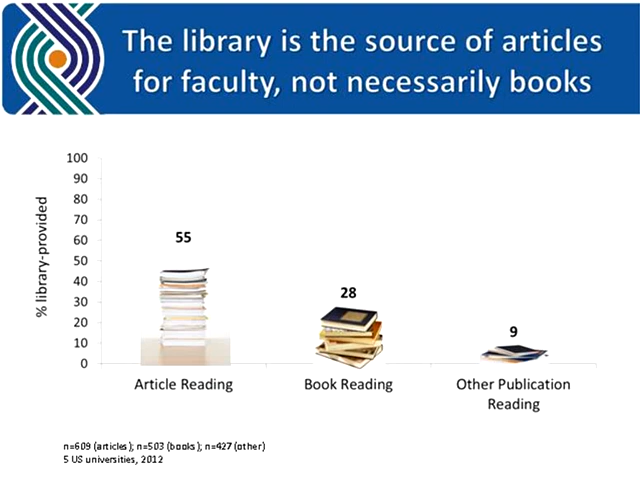 The library is the source of articles
for faculty, not necessarily books
% library-provided
100
90
80
70
60
50
40
30
20
10
0
55
28
9
Article Reading
Book Reading
Other Publication
Reading
n=609 (articles); n=503 (books); n=427 (other)
5 US universities, 2012